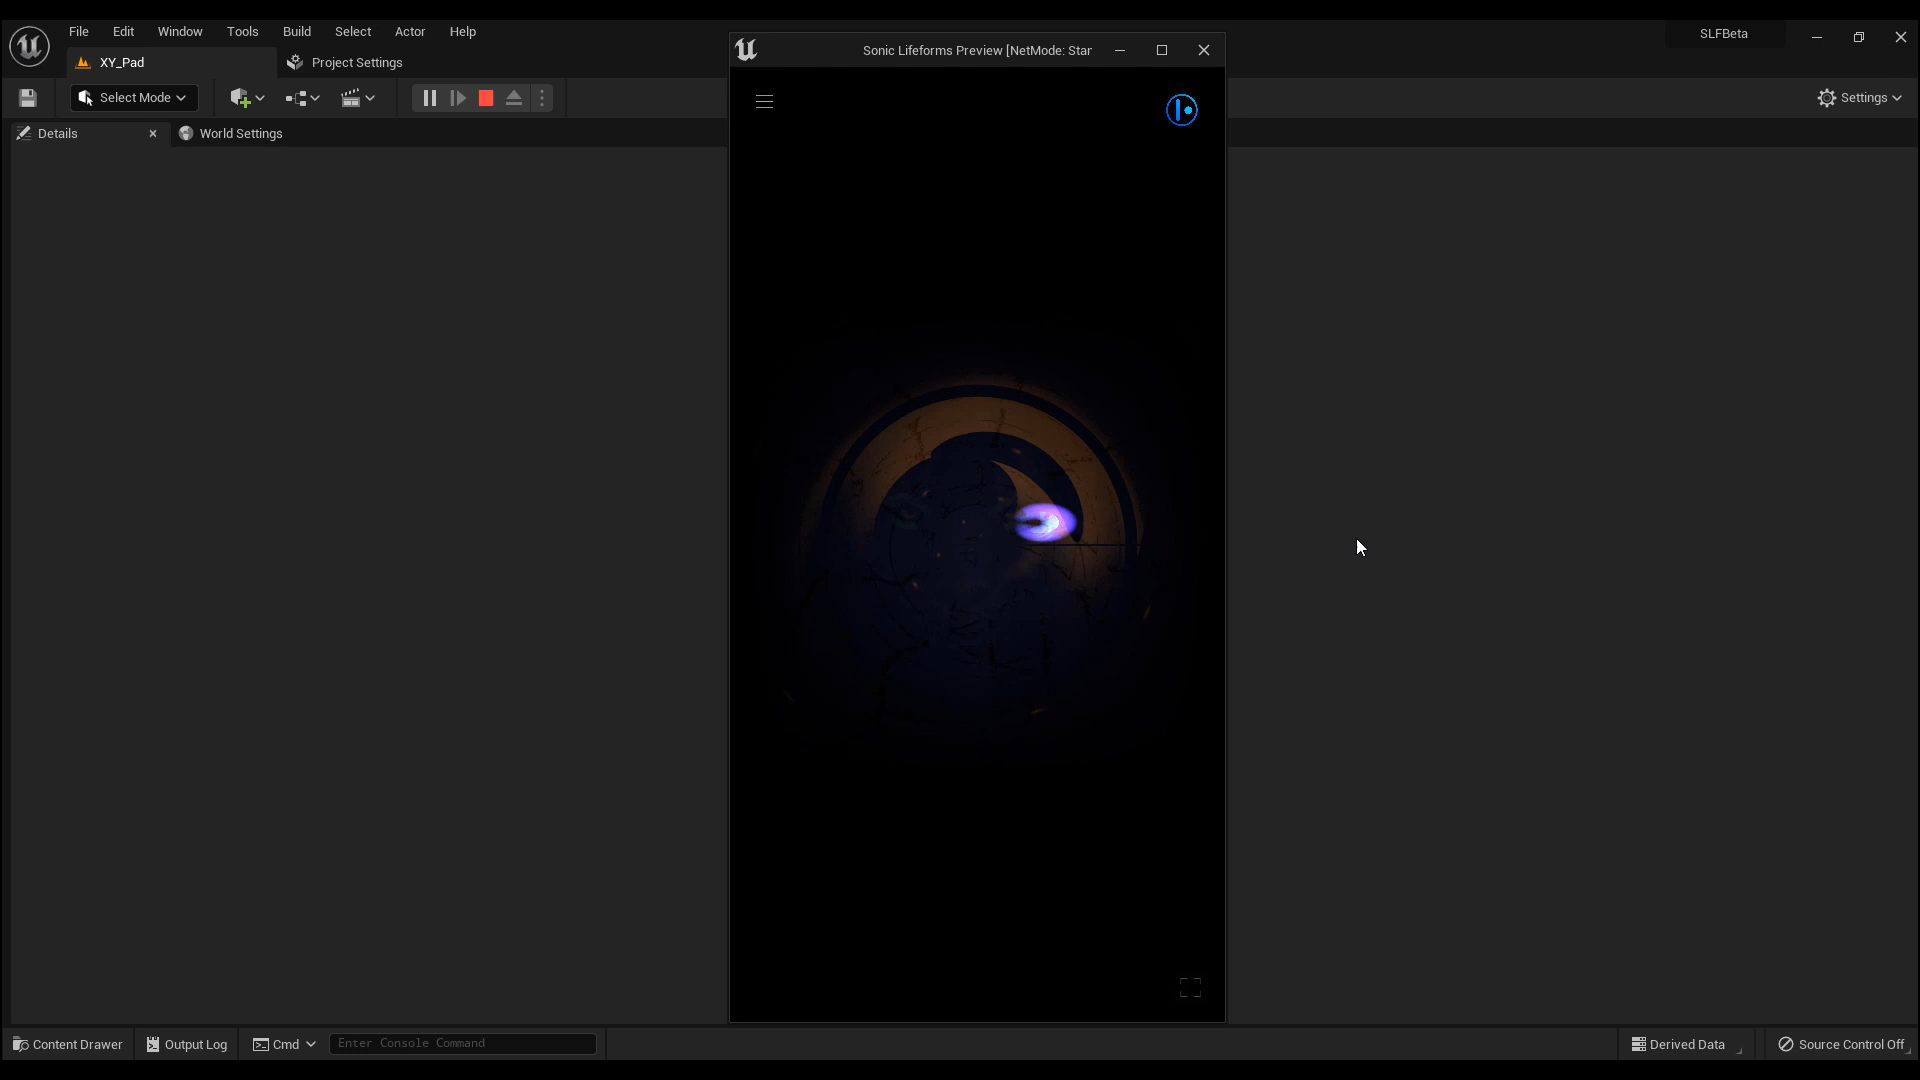 File Edit Window Tools Build Select Actor Help
SLFBeta
Sonic Lifeforms Preview [NetMode: Star
XY_Pad
Project Settings
Select Mode
Settings
Details
World Settings
Content Drawer
Output Log
Cmd
Enter Console Command
Derived Data
Source Control Off